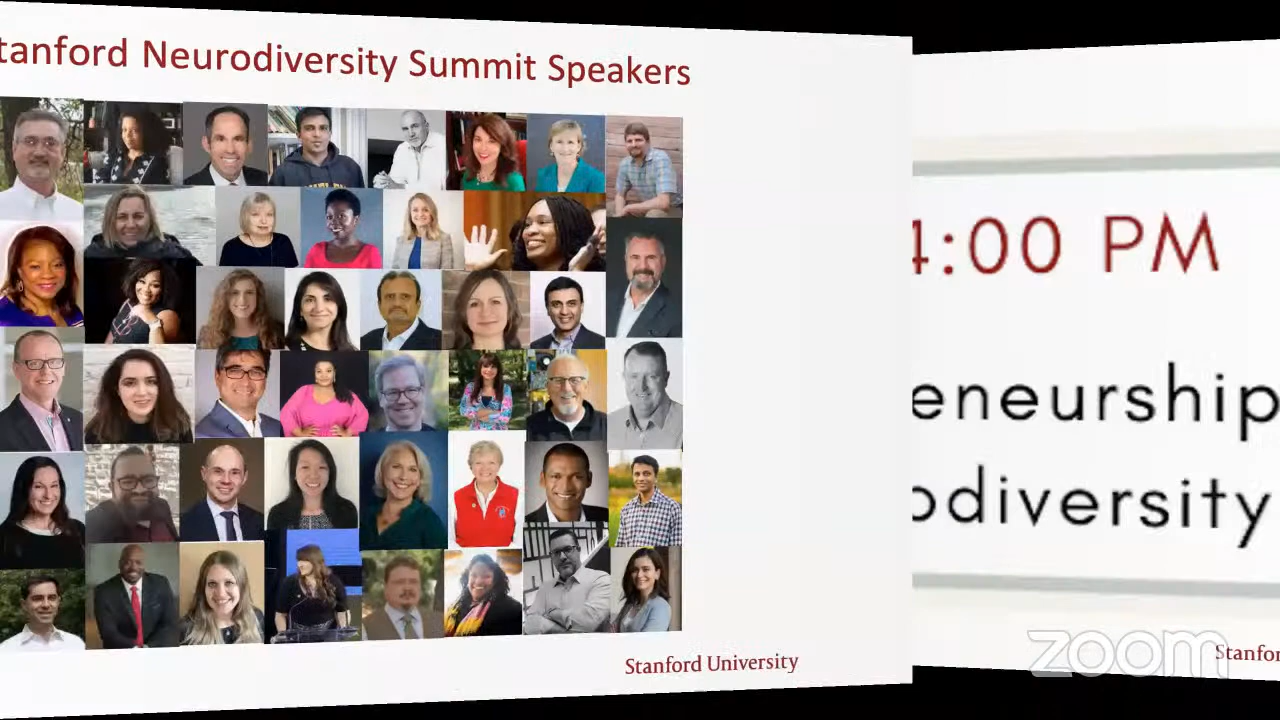 tanford Neurodiversity Summit Speakers
Stanford University
4:00 PM
eneurship
odiversity
zoom
Stanfor